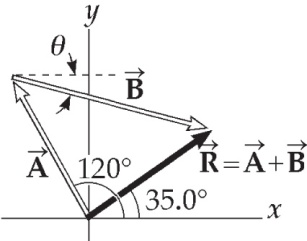 y
θ
B⃗
A⃗
120°
R⃗ = A⃗ + B⃗
35.0°
x